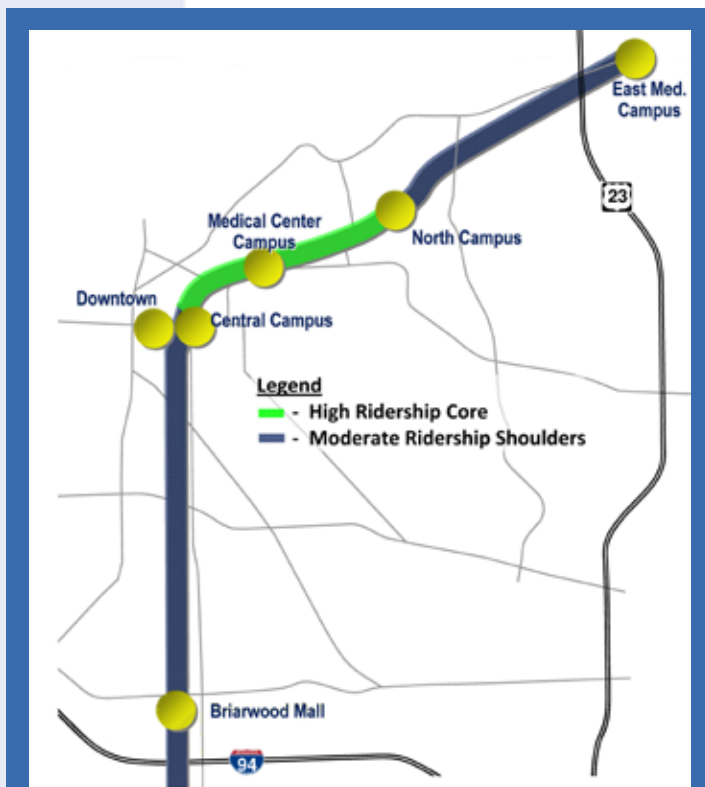 East Med.
Campus
23
Medical Center
Campus
North Campus
Downtown
Central Campus
Legend
- High Ridership Core
- Moderate Ridership Shoulders
Briarwood Mall
94